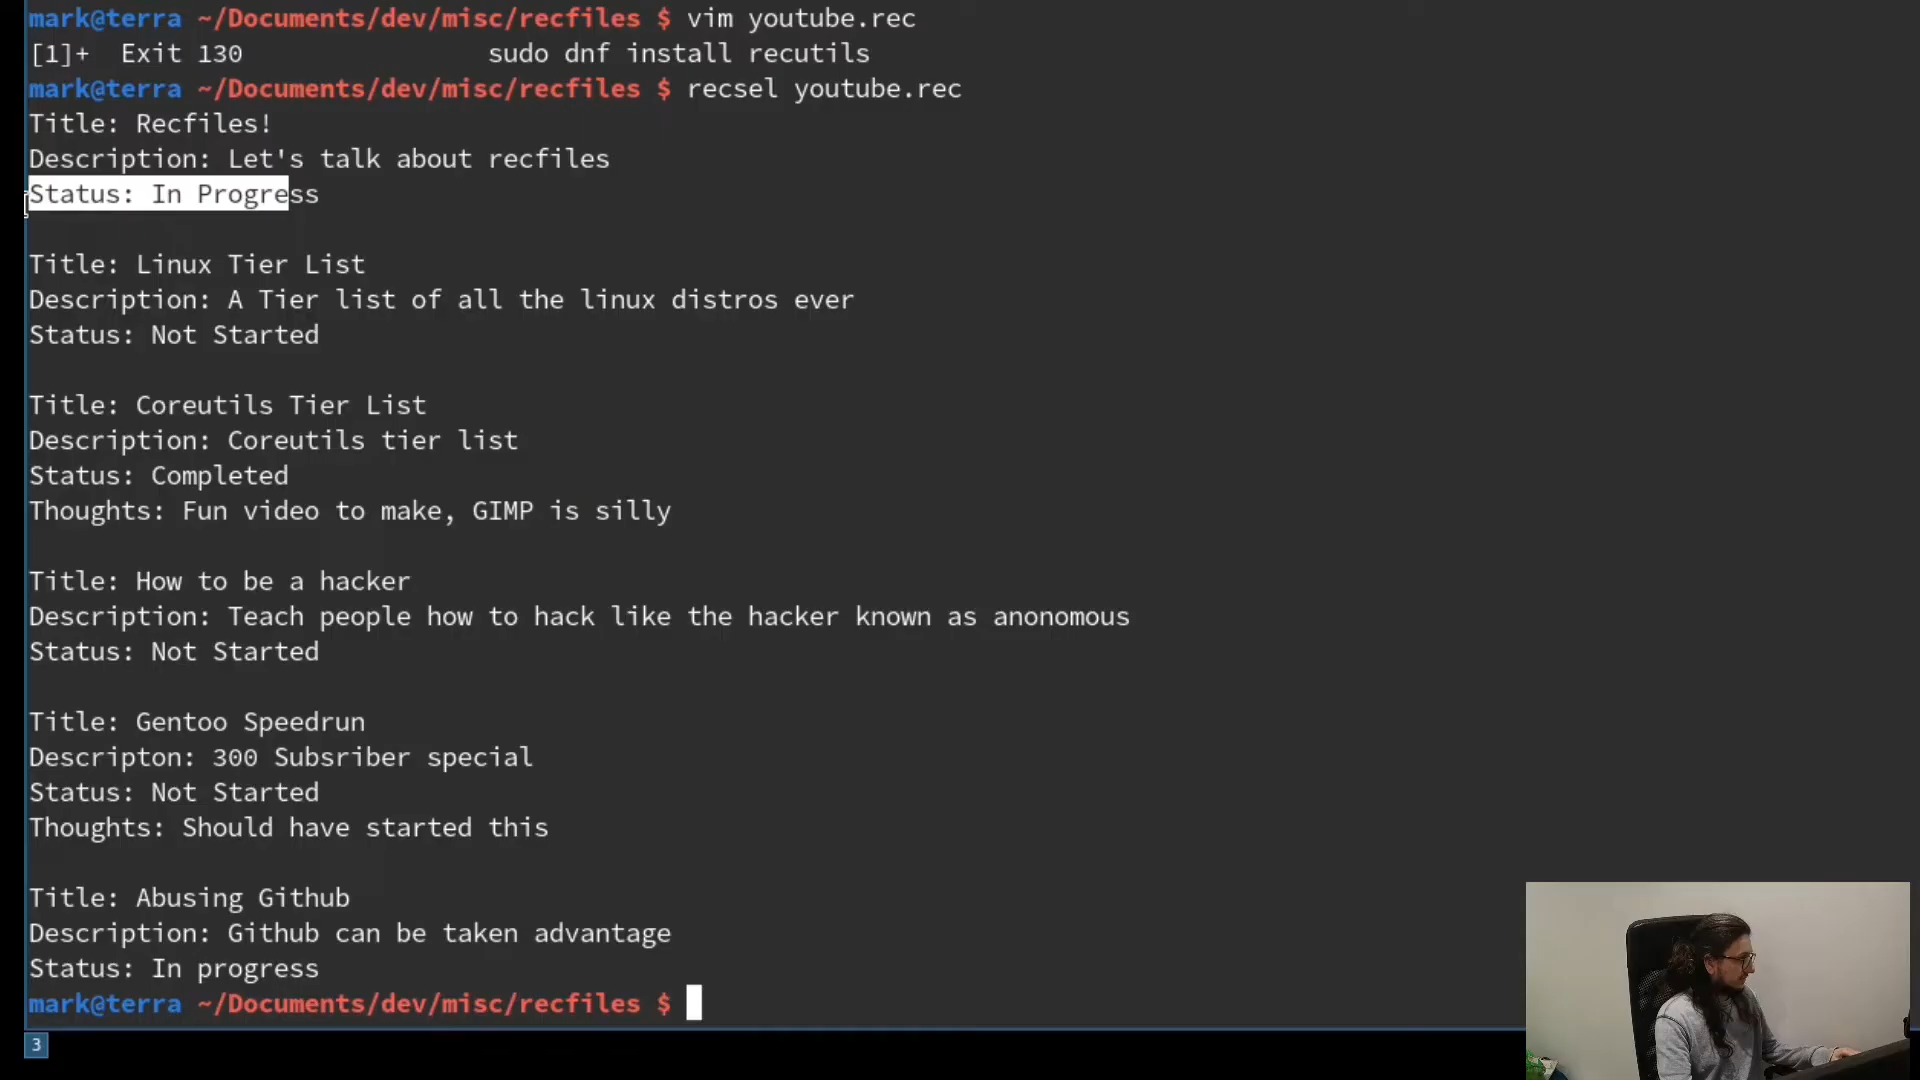 mark@terra ~/Documents/dev/misc/recfiles $ vim youtube.rec
[1]+  Exit 130                sudo dnf install recutils
mark@terra ~/Documents/dev/misc/recfiles $ recsel youtube.rec
Title: Recfiles!
Description: Let's talk about recfiles
Status: In Progress
Title: Linux Tier List
Description: A Tier list of all the linux distros ever
Status: Not Started
Title: Coreutils Tier List
Description: Coreutils tier list
Status: Completed
Thoughts: Fun video to make, GIMP is silly
Title: How to be a hacker
Description: Teach people how to hack like the hacker known as anonomous
Status: Not Started
Title: Gentoo Speedrun
Descripton: 300 Subsriber special
Status: Not Started
Thoughts: Should have started this
Title: Abusing Github
Description: Github can be taken advantage
Status: In progress
mark@terra ~/Documents/dev/misc/recfiles $
3